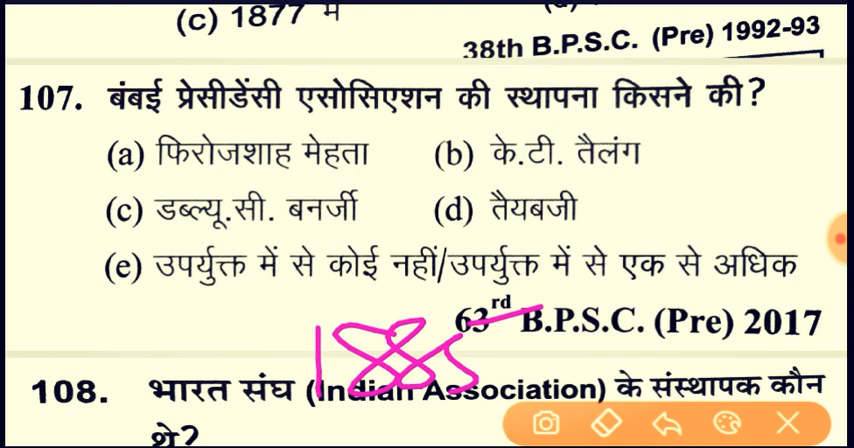 (c) 1877 में
38th B.P.S.C. (Pre) 1992-93
107. बंबई प्रेसीडेंसी एसोसिएशन की स्थापना किसने की?
(a) फिरोजशाह मेहता (b) के.टी. तैलंग
(c) डब्ल्यू.सी. बनर्जी (d) तैयबजी
(e) उपर्युक्त में से कोई नहीं/उपर्युक्त में से एक से अधिक
63rd B.P.S.C. (Pre) 2017
1885
108. भारत संघ (Indian Association) के संस्थापक कौन
थे?